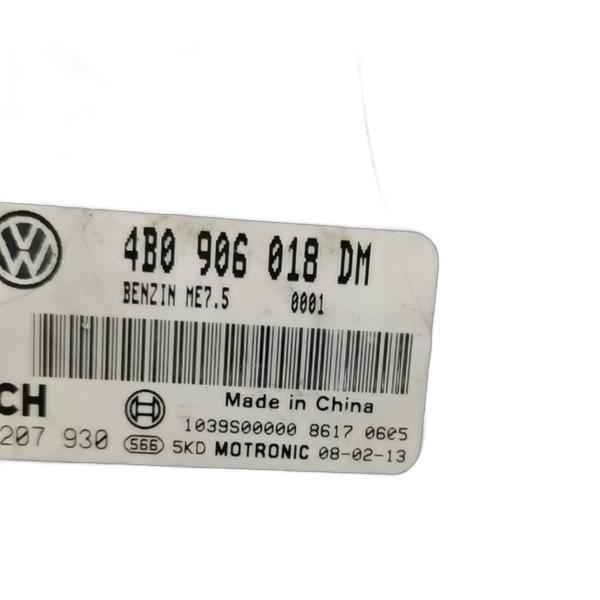 4B0 906 018 DM
BENZIN ME7.5 0001
CH Made in China
1039S00000 8617 0605
207 930 S66 5KD MOTRONIC 08-02-13